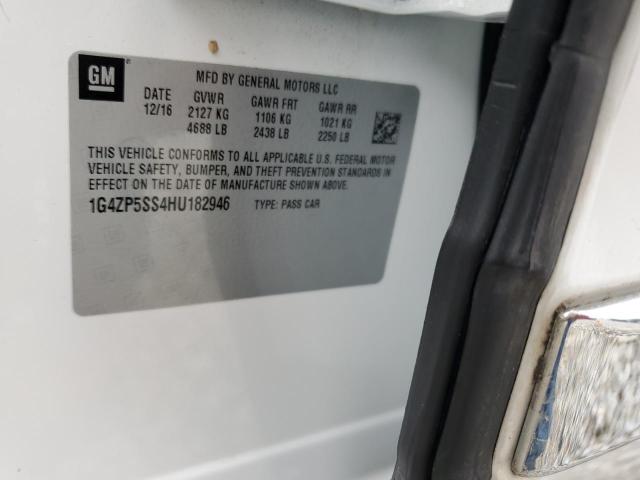 GM
MFD BY GENERAL MOTORS LLC
DATE GVWR GAWR FRT GAWR RR
12/16 2127 KG 1106 KG 1021 KG
4688 LB 2438 LB 2250 LB
THIS VEHICLE CONFORMS TO ALL APPLICABLE U.S. FEDERAL MOTOR
VEHICLE SAFETY, BUMPER, AND THEFT PREVENTION STANDARDS
IN EFFECT ON THE DATE OF MANUFACTURE SHOWN ABOVE.
1G4ZP5SS4HU182946 TYPE: PASS CAR